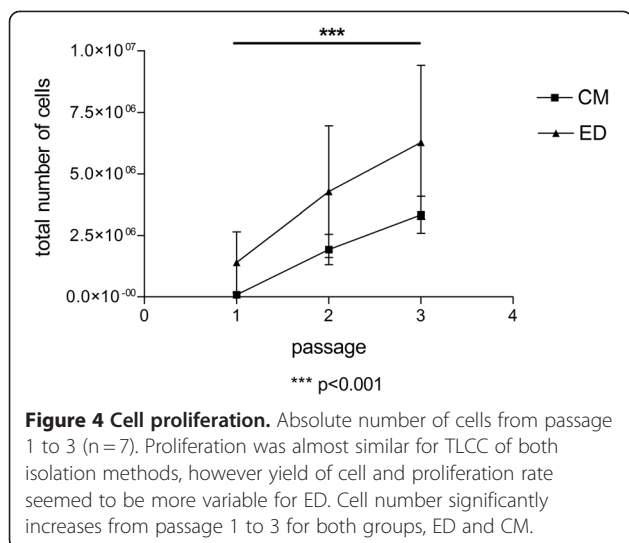 ***
1.0×10⁰⁷
7.5×10⁰⁶
5.0×10⁰⁶
2.5×10⁰⁶
0.0×10⁻⁰⁰
total number of cells
CM
ED
0 1 2 3 4
passage
*** p<0.001
Figure 4 Cell proliferation. Absolute number of cells from passage
1 to 3 (n = 7). Proliferation was almost similar for TLCC of both
isolation methods, however yield of cell and proliferation rate
seemed to be more variable for ED. Cell number significantly
increases from passage 1 to 3 for both groups, ED and CM.